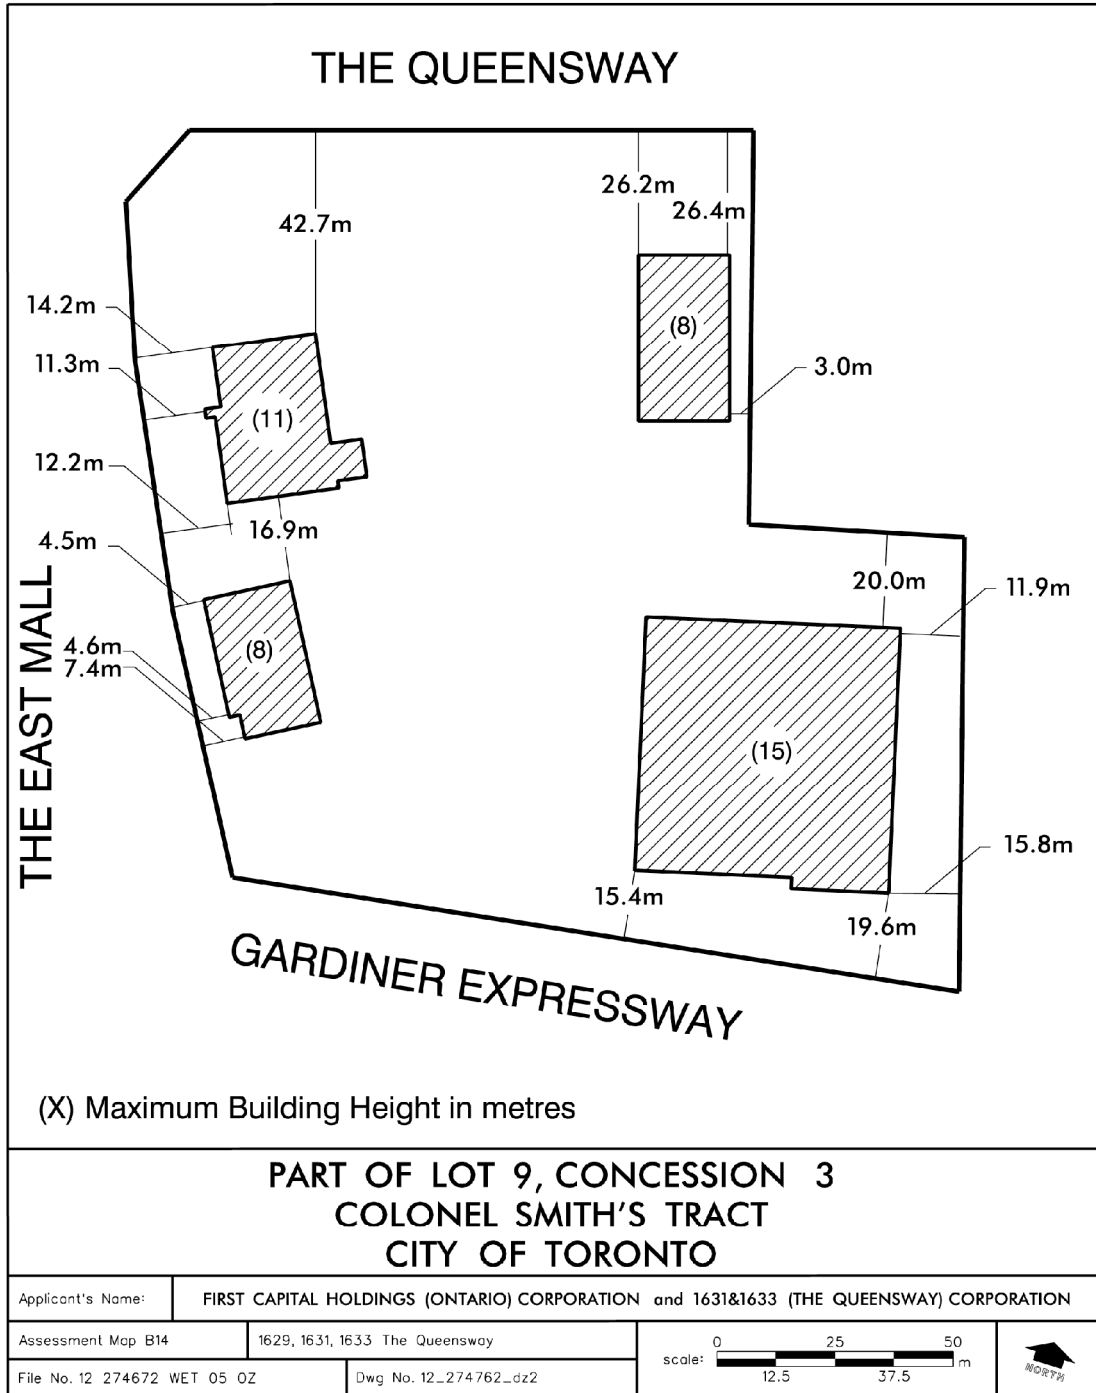 THE QUEENSWAY
26.2m
26.4m
42.7m
14.2m
(8)
11.3m
3.0m
(11)
12.2m
16.9m
4.5m
20.0m
11.9m
THE EAST MALL
4.6m
(8)
7.4m
(15)
15.8m
15.4m
19.6m
GARDINER EXPRESSWAY
(X) Maximum Building Height in metres
PART OF LOT 9, CONCESSION 3
COLONEL SMITH'S TRACT
CITY OF TORONTO
Applicant's Name: FIRST CAPITAL HOLDINGS (ONTARIO) CORPORATION and 1631&1633 (THE QUEENSWAY) CORPORATION
Assessment Map B14
1629, 1631, 1633 The Queensway
File No. 12 274672 WET 05 OZ
Dwg No. 12_274762_dz2
0 25 50
scale: m
12.5 37.5
NORTH